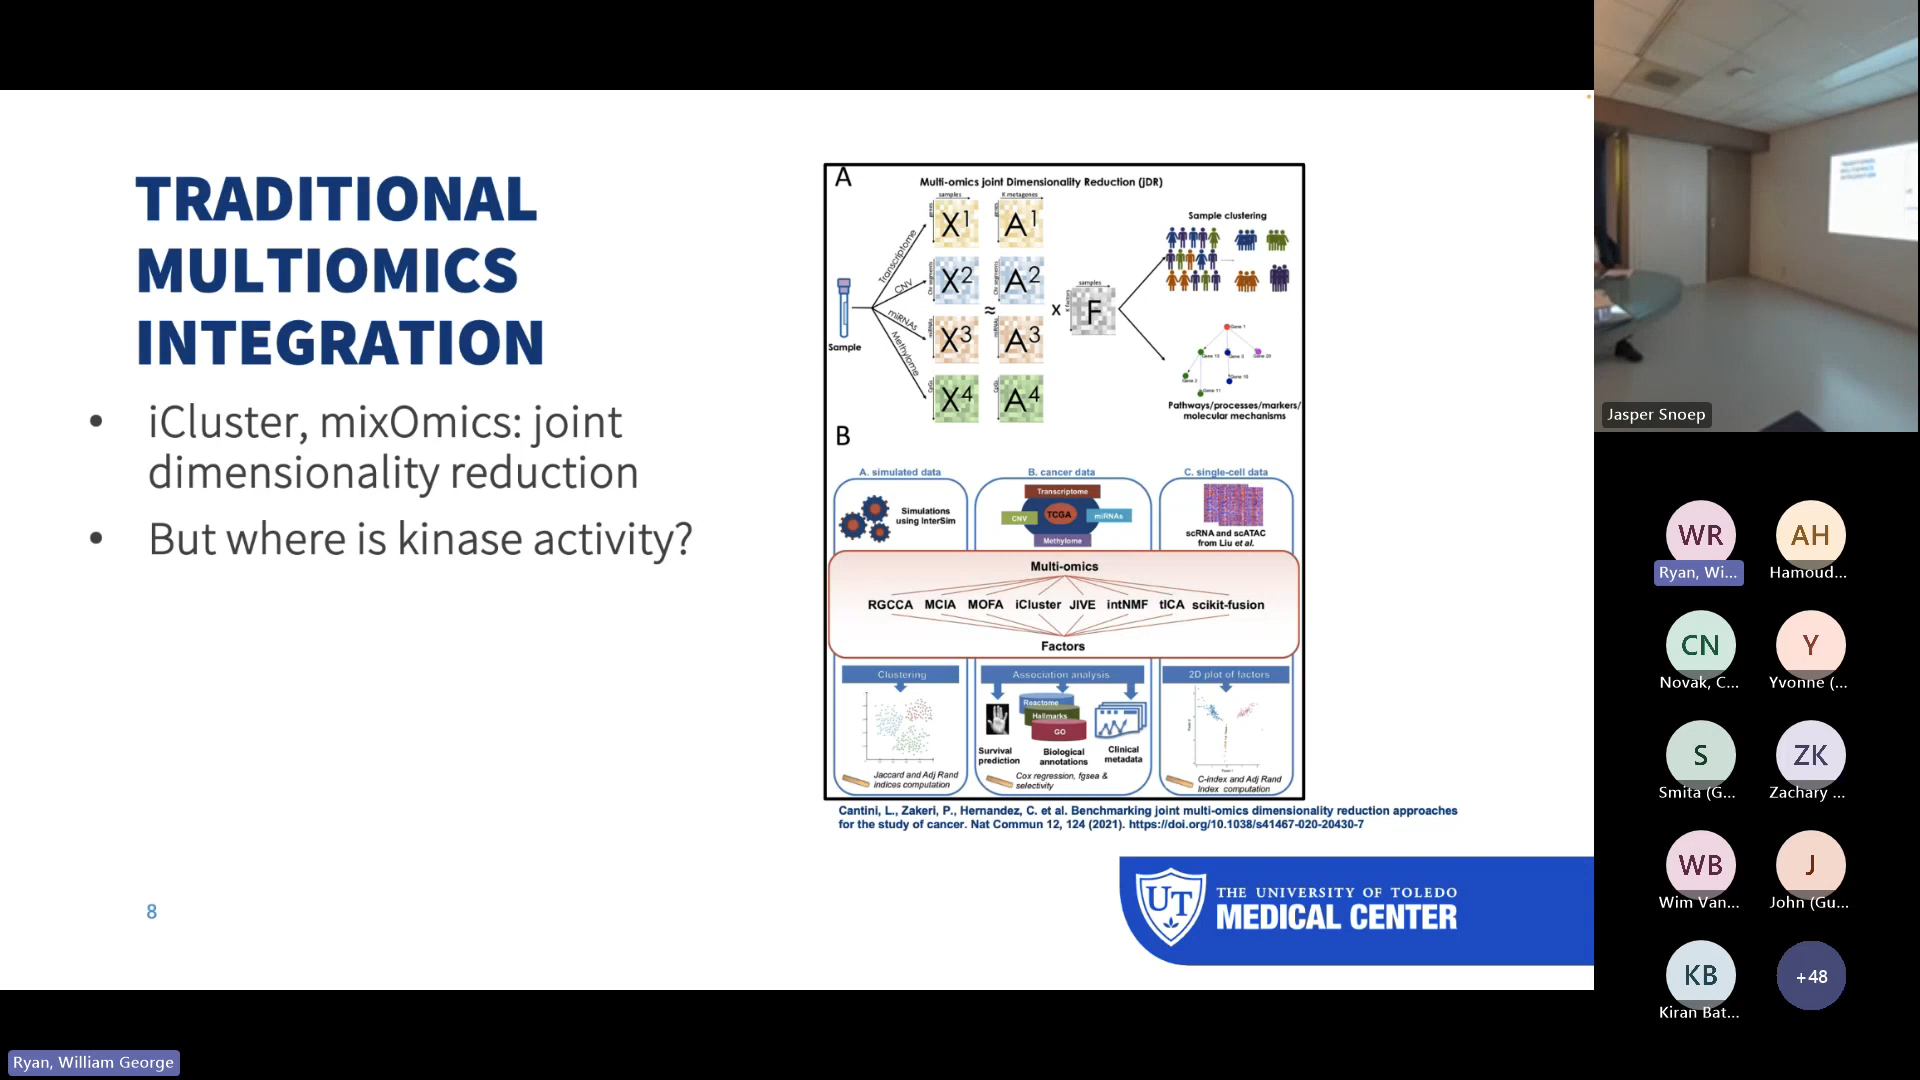 TRADITIONAL
MULTIOMICS
INTEGRATION
• iCluster, mixOmics: joint
dimensionality reduction
• But where is kinase activity?
8
A
Multi-omics joint Dimensionality Reduction (jDR)
samples
K metagenes
genes
Transcriptome
CNV
miRNAs
Methylome
Sample
X1
A1
X2
A2
X3
A3
X4
A4
≈
x
samples
F
Sample clustering
Gene 1
Pathways/processes/markers/
molecular mechanisms
B
A. simulated data
B. cancer data
C. single-cell data
Simulations
using InterSim
Transcriptome
CNV
TCGA
miRNAs
Methylome
scRNA and scATAC
from Liu et al.
Multi-omics
RGCCA MCIA MOFA iCluster JIVE intNMF tICA scikit-fusion
Factors
Clustering
Association analysis
2D plot of factors
Reactome
Hallmarks
GO
Survival
prediction
Biological
annotations
Clinical
metadata
Jaccard and Adj Rand
indices computation
Cox regression, fgsea &
selectivity
C-index and Adj Rand
Index computation
Cantini, L., Zakeri, P., Hernandez, C. et al. Benchmarking joint multi-omics dimensionality reduction approaches
for the study of cancer. Nat Commun 12, 124 (2021). https://doi.org/10.1038/s41467-020-20430-7
UT
THE UNIVERSITY OF TOLEDO
MEDICAL CENTER
Ryan, William George
Jasper Snoep
WR
Ryan, Wi...
AH
Hamoud...
CN
Novak, C...
Y
Yvonne (...
S
Smita (G...
ZK
Zachary ...
WB
Wim Van...
J
John (Gu...
KB
Kiran Bat...
+48